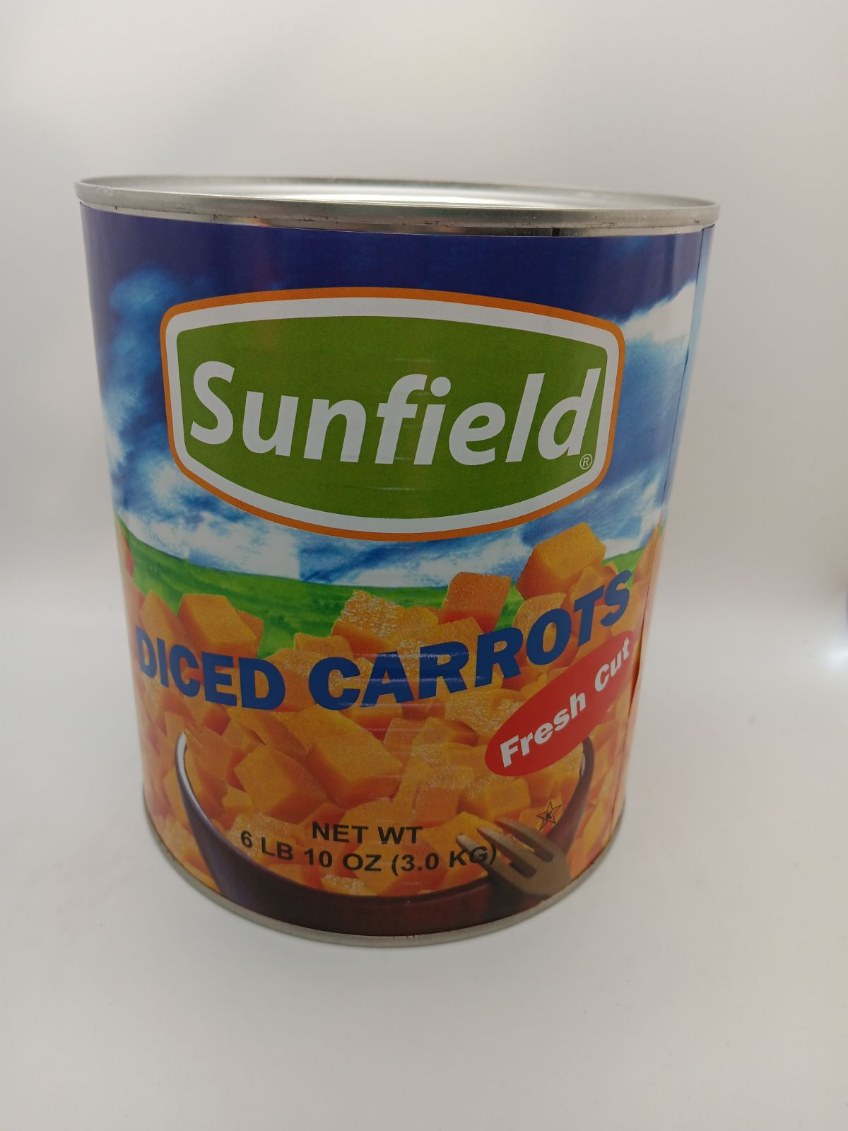 Sunfield®
DICED CARROTS
Fresh Cut
NET WT
6 LB 10 OZ (3.0 KG)